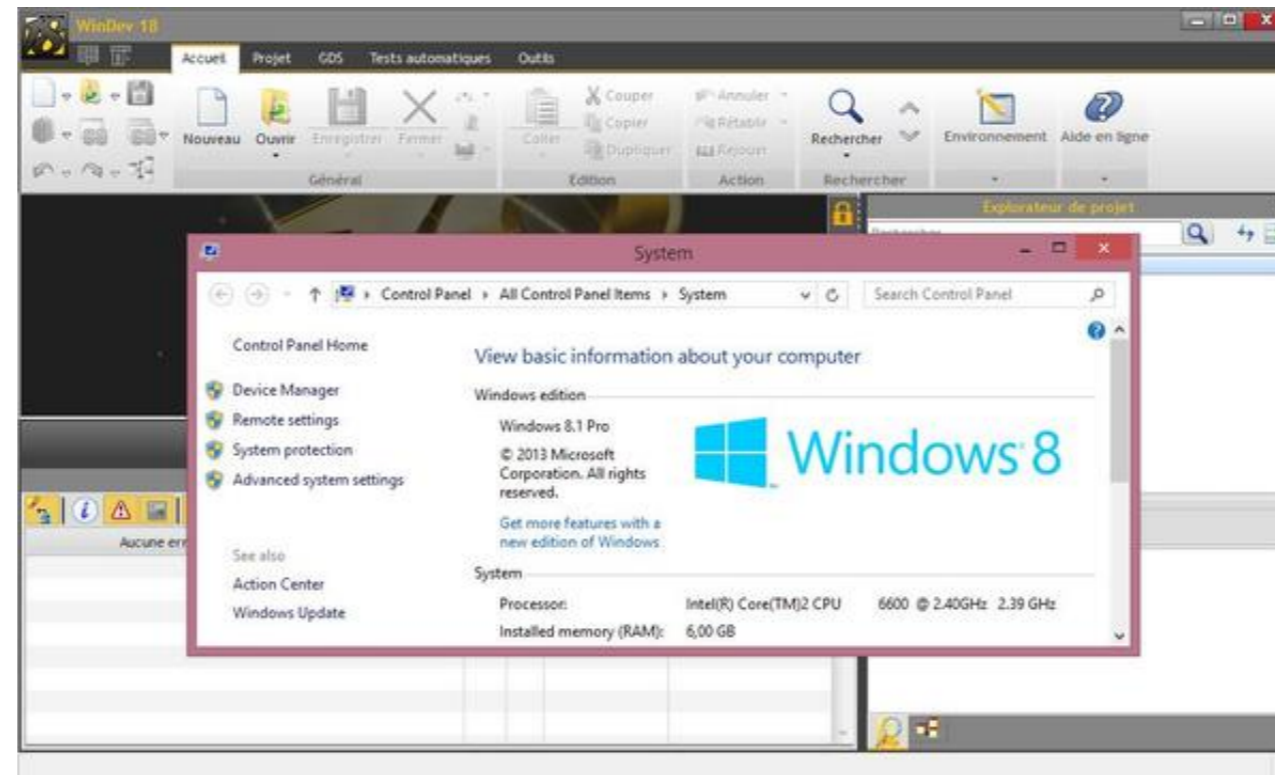 WinDev 18
Accueil Projet GDS Tests automatiques Outils
Couper Annuler
Copier Rétablir
Nouveau Ouvrir Enregistrer Fermer Coller Dupliquer Rejouer Rechercher Environnement Aide en ligne
Général Edition Action Rechercher
Explorateur de projet
Rechercher
System
Control Panel All Control Panel Items System Search Control Panel
Control Panel Home
View basic information about your computer
Device Manager
Windows edition
Remote settings
Windows 8.1 Pro
System protection
© 2013 Microsoft
Corporation. All rights
reserved.
Windows 8
Advanced system settings
Get more features with a
new edition of Windows
Aucune err
See also
System
Action Center
Processor: Intel(R) Core(TM)2 CPU 6600 @ 2.40GHz 2.39 GHz
Windows Update
Installed memory (RAM): 6,00 GB